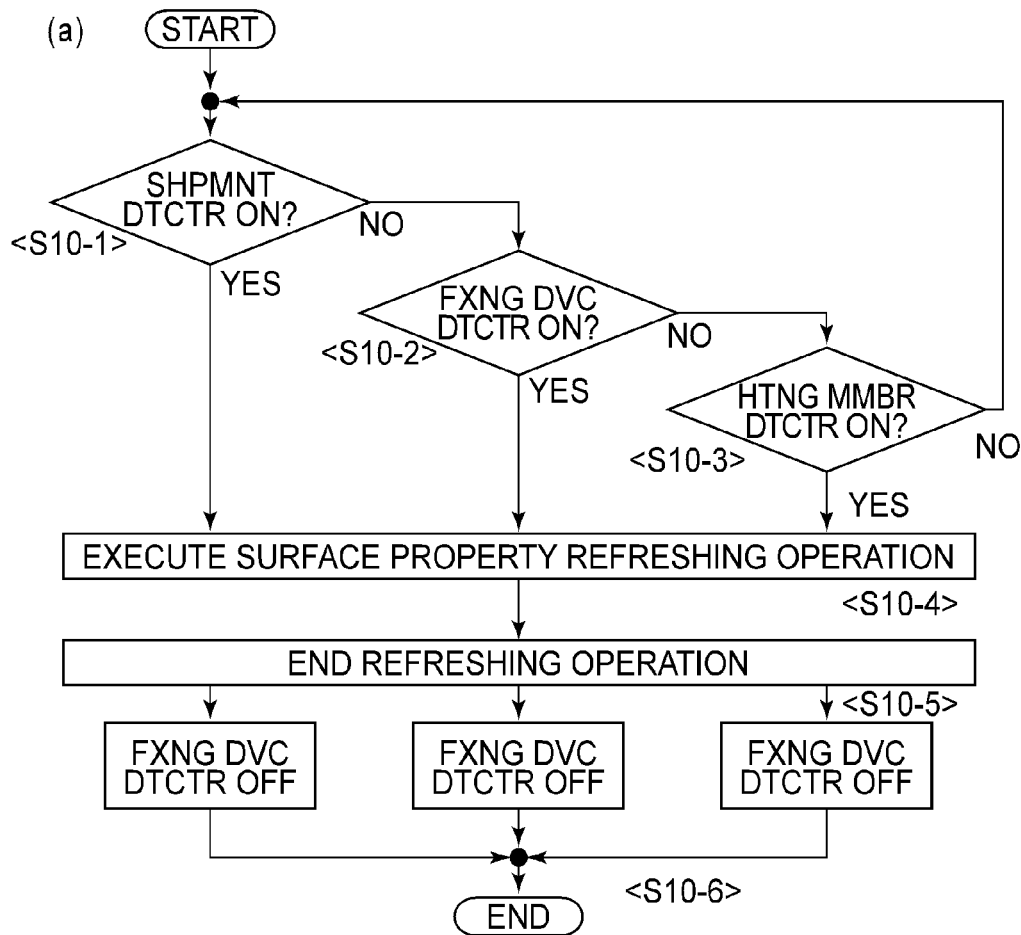 (a)
START
SHPMNT
DTCTR ON?
<S10-1>
NO
YES
FXNG DVC
DTCTR ON?
<S10-2>
NO
YES
HTNG MMBR
DTCTR ON?
<S10-3>
NO
YES
EXECUTE SURFACE PROPERTY REFRESHING OPERATION
<S10-4>
END REFRESHING OPERATION
<S10-5>
FXNG DVC
DTCTR OFF
FXNG DVC
DTCTR OFF
FXNG DVC
DTCTR OFF
<S10-6>
END